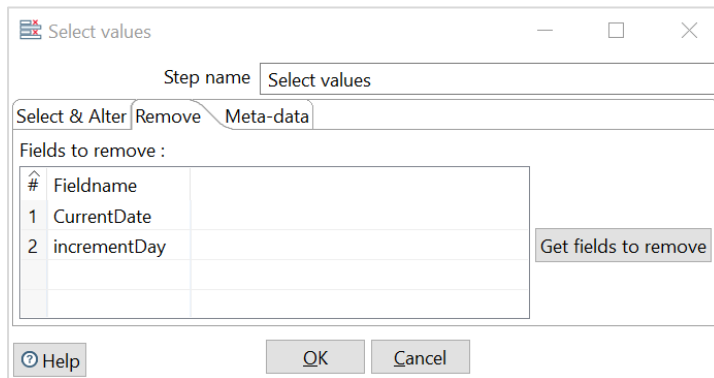 Select values
Step name Select values
Select & Alter Remove Meta-data
Fields to remove :
# Fieldname
1 CurrentDate
2 incrementDay
Get fields to remove
Help OK Cancel